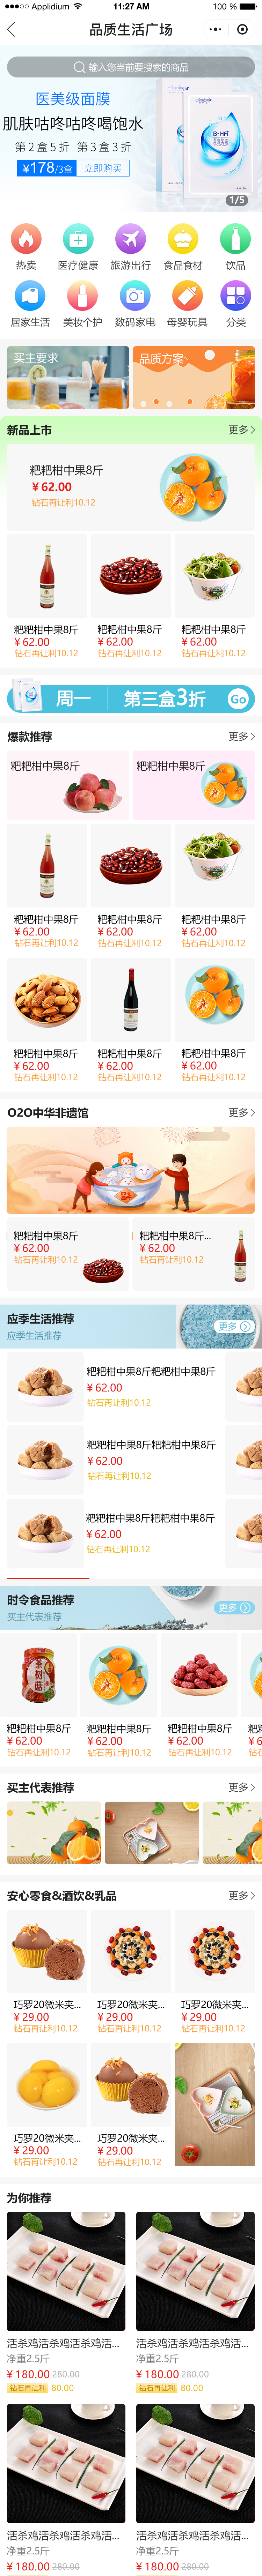 Applidium
11:27 AM
100 %
品质生活广场
输入您当前要搜索的商品
医美级面膜
肌肤咕咚咕咚喝饱水
第2盒5折 第3盒3折
¥178/3盒 立即购买
1/5
热卖 医疗健康 旅游出行 食品食材 饮品
居家生活 美妆个护 数码家电 母婴玩具 分类
买主要求 品质方案
新品上市 更多
粑粑柑中果8斤
¥62.00
钻石再让利10.12
粑粑柑中果8斤 粑粑柑中果8斤 粑粑柑中果8斤
¥62.00 ¥62.00 ¥62.00
钻石再让利10.12 钻石再让利10.12 钻石再让利10.12
周一 第三盒3折 Go
爆款推荐 更多
粑粑柑中果8斤 粑粑柑中果8斤
粑粑柑中果8斤 粑粑柑中果8斤 粑粑柑中果8斤
¥62.00 ¥62.00 ¥62.00
钻石再让利10.12 钻石再让利10.12 钻石再让利10.12
粑粑柑中果8斤 粑粑柑中果8斤 粑粑柑中果8斤
¥62.00 ¥62.00 ¥62.00
钻石再让利10.12 钻石再让利10.12 钻石再让利10.12
O2O中华非遗馆 更多
粑粑柑中果8斤 粑粑柑中果8斤...
¥62.00 ¥62.00
钻石再让利10.12 钻石再让利10.12
应季生活推荐
应季生活推荐
更多
粑粑柑中果8斤粑粑柑中果8斤
¥62.00
钻石再让利10.12
粑粑柑中果8斤粑粑柑中果8斤
¥62.00
钻石再让利10.12
粑粑柑中果8斤粑粑柑中果8斤
¥62.00
钻石再让利10.12
时令食品推荐
买主代表推荐
更多
茶树菇
粑粑柑中果8斤 粑粑柑中果8斤 粑粑柑中果8斤 粑
¥62.00 ¥62.00 ¥62.00 ¥6
钻石再让利10.12 钻石再让利10.12 钻石再让利10.12 钻石
买主代表推荐 更多
安心零食&酒饮&乳品 更多
巧罗20微米夹... 巧罗20微米夹... 巧罗20微米夹...
¥29.00 ¥29.00 ¥29.00
钻石再让利10.12 钻石再让利10.12 钻石再让利10.12
巧罗20微米夹... 巧罗20微米夹...
¥29.00 ¥29.00
钻石再让利10.12 钻石再让利10.12
为你推荐
活杀鸡活杀鸡活杀鸡活... 活杀鸡活杀鸡活杀鸡活...
净重2.5斤 净重2.5斤
¥180.00 280.00 ¥180.00 280.00
钻石再让利 80.00 钻石再让利 80.00
活杀鸡活杀鸡活杀鸡活... 活杀鸡活杀鸡活杀鸡活...
净重2.5斤 净重2.5斤
¥180.00 280.00 ¥180.00 280.00